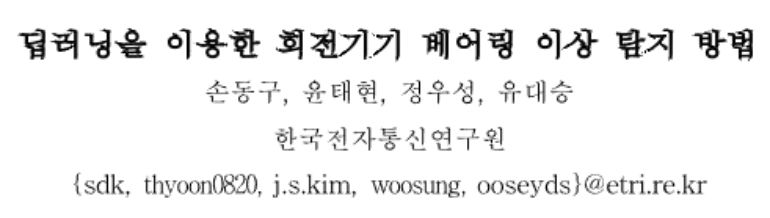 딥러닝을 이용한 회전기기 베어링 이상 탐지 방법
손동구, 윤태현, 정우성, 유대승
한국전자통신연구원
{sdk, thyoon0820, j.s.kim, woosung, ooseyds}@etri.re.kr